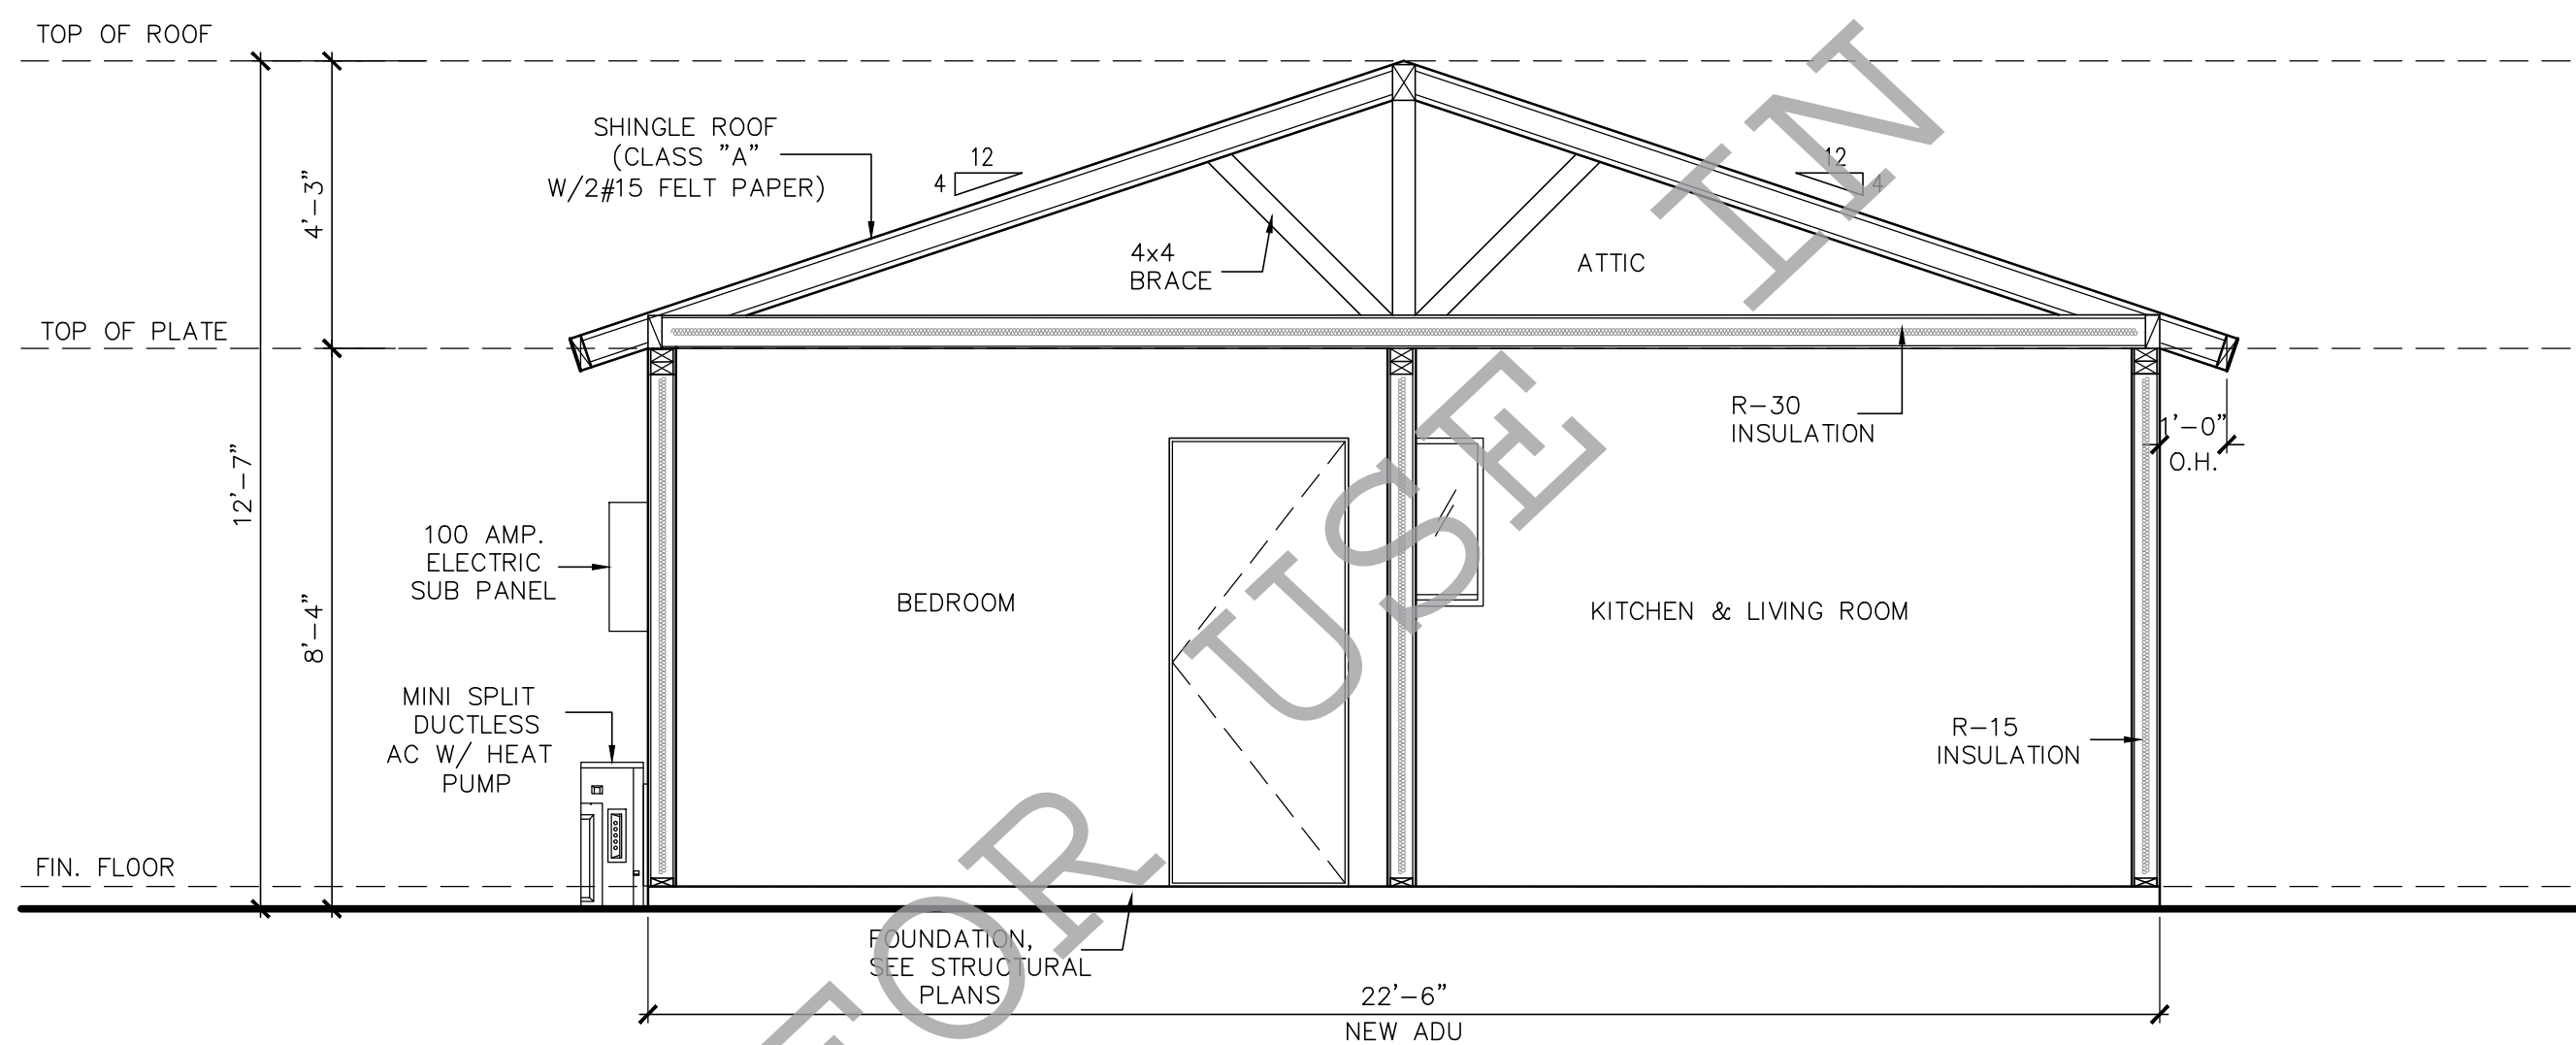 TOP OF ROOF
SHINGLE ROOF
(CLASS "A"
W/2#15 FELT PAPER)
12
4
12
4
4'-3"
4x4
BRACE
ATTIC
TOP OF PLATE
R-30
INSULATION
1'-0"
O.H.
12'-7"
100 AMP.
ELECTRIC
SUB PANEL
8'-4"
BEDROOM
KITCHEN & LIVING ROOM
MINI SPLIT
DUCTLESS
AC W/ HEAT
PUMP
R-15
INSULATION
FIN. FLOOR
FOUNDATION,
SEE STRUCTURAL
PLANS
22'-6"
NEW ADU
FOR USE IN